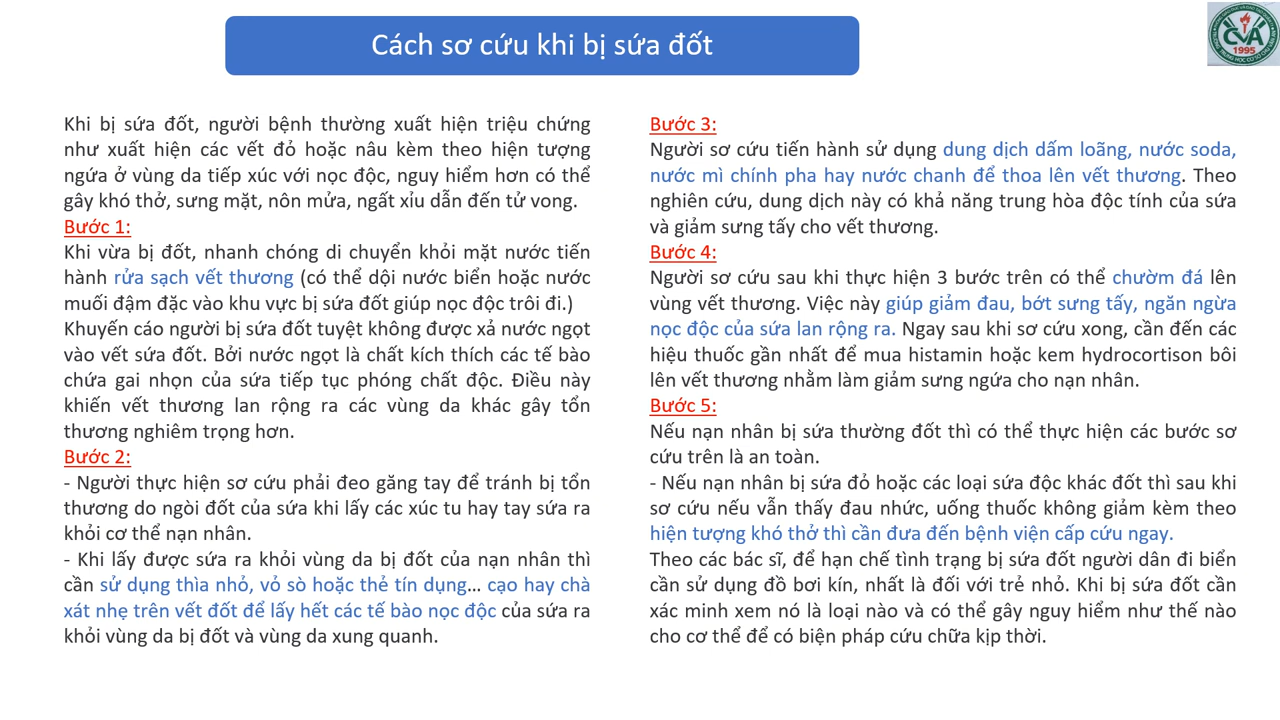 Cách sơ cứu khi bị sứa đốt
CVA
1995
Khi bị sứa đốt, người bệnh thường xuất hiện triệu chứng
như xuất hiện các vết đỏ hoặc nâu kèm theo hiện tượng
ngứa ở vùng da tiếp xúc với nọc độc, nguy hiểm hơn có thể
gây khó thở, sưng mặt, nôn mửa, ngất xỉu dẫn đến tử vong.
Bước 1:
Khi vừa bị đốt, nhanh chóng di chuyển khỏi mặt nước tiến
hành rửa sạch vết thương (có thể dội nước biển hoặc nước
muối đậm đặc vào khu vực bị sứa đốt giúp nọc độc trôi đi.)
Khuyến cáo người bị sứa đốt tuyệt không được xả nước ngọt
vào vết sứa đốt. Bởi nước ngọt là chất kích thích các tế bào
chứa gai nhọn của sứa tiếp tục phóng chất độc. Điều này
khiến vết thương lan rộng ra các vùng da khác gây tổn
thương nghiêm trọng hơn.
Bước 2:
- Người thực hiện sơ cứu phải đeo găng tay để tránh bị tổn
thương do ngòi đốt của sứa khi lấy các xúc tu hay tay sứa ra
khỏi cơ thể nạn nhân.
- Khi lấy được sứa ra khỏi vùng da bị đốt của nạn nhân thì
cần sử dụng thìa nhỏ, vỏ sò hoặc thẻ tín dụng… cạo hay chà
xát nhẹ trên vết đốt để lấy hết các tế bào nọc độc của sứa ra
khỏi vùng da bị đốt và vùng da xung quanh.
Bước 3:
Người sơ cứu tiến hành sử dụng dung dịch dấm loãng, nước soda,
nước mì chính pha hay nước chanh để thoa lên vết thương. Theo
nghiên cứu, dung dịch này có khả năng trung hòa độc tính của sứa
và giảm sưng tấy cho vết thương.
Bước 4:
Người sơ cứu sau khi thực hiện 3 bước trên có thể chườm đá lên
vùng vết thương. Việc này giúp giảm đau, bớt sưng tấy, ngăn ngừa
nọc độc của sứa lan rộng ra. Ngay sau khi sơ cứu xong, cần đến các
hiệu thuốc gần nhất để mua histamin hoặc kem hydrocortison bôi
lên vết thương nhằm làm giảm sưng ngứa cho nạn nhân.
Bước 5:
Nếu nạn nhân bị sứa thường đốt thì có thể thực hiện các bước sơ
cứu trên là an toàn.
- Nếu nạn nhân bị sứa đỏ hoặc các loại sứa độc khác đốt thì sau khi
sơ cứu nếu vẫn thấy đau nhức, uống thuốc không giảm kèm theo
hiện tượng khó thở thì cần đưa đến bệnh viện cấp cứu ngay.
Theo các bác sĩ, để hạn chế tình trạng bị sứa đốt người dân đi biển
cần sử dụng đồ bơi kín, nhất là đối với trẻ nhỏ. Khi bị sứa đốt cần
xác minh xem nó là loại nào và có thể gây nguy hiểm như thế nào
cho cơ thể để có biện pháp cứu chữa kịp thời.